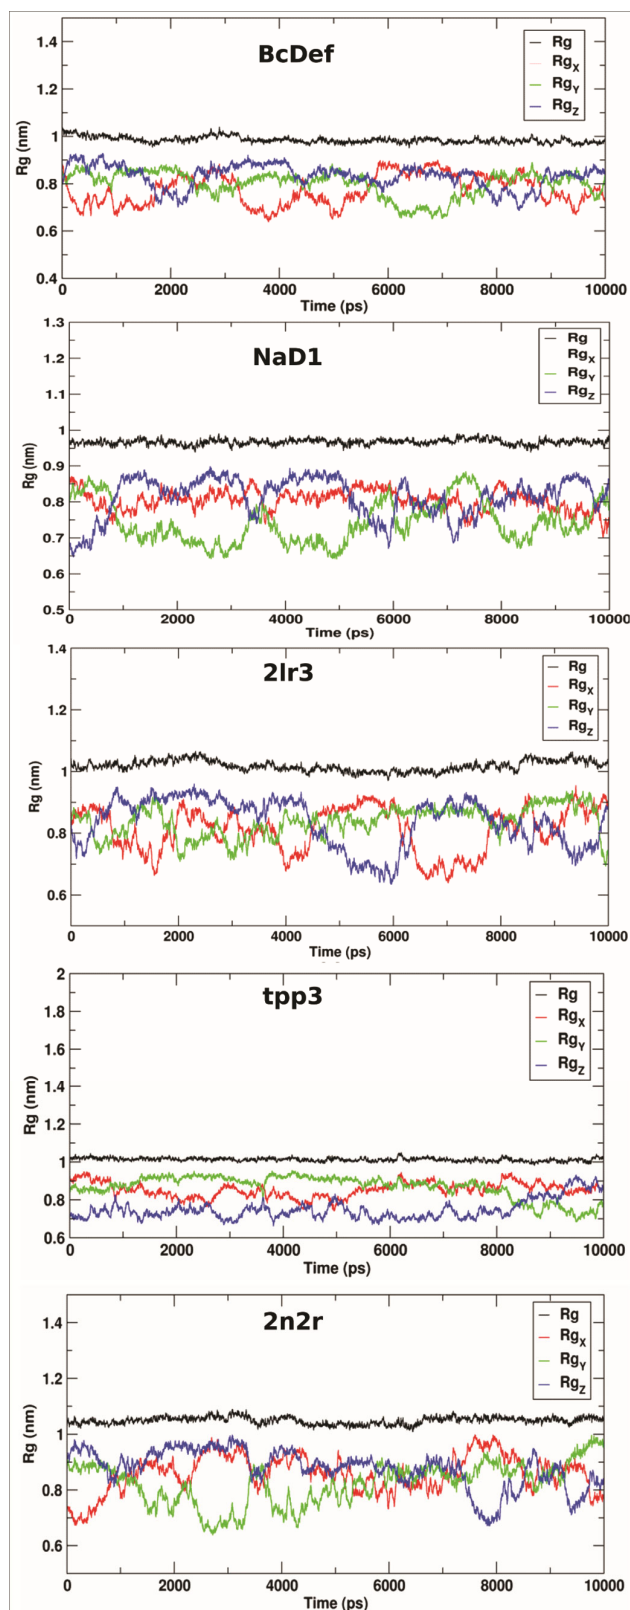 BcDef
Rg
RgX
RgY
RgZ
Rg (nm)
1.4
1.2
1
0.8
0.6
0.4
0 2000 4000 6000 8000 10000
Time (ps)
NaD1
Rg
RgX
RgY
RgZ
Rg (nm)
1.3
1.2
1.1
1
0.9
0.8
0.7
0.6
0.5
0 2000 4000 6000 8000 10000
Time (ps)
2lr3
Rg
RgX
RgY
RgZ
Rg (nm)
1.4
1.2
1
0.8
0.6
0 2000 4000 6000 8000 10000
Time (ps)
tpp3
Rg
RgX
RgY
RgZ
Rg (nm)
2
1.8
1.6
1.4
1.2
1
0.8
0.6
0 2000 4000 6000 8000 10000
Time (ps)
2n2r
Rg
RgX
RgY
RgZ
Rg (nm)
1.4
1.2
1
0.8
0.6
0 2000 4000 6000 8000 10000
Time (ps)